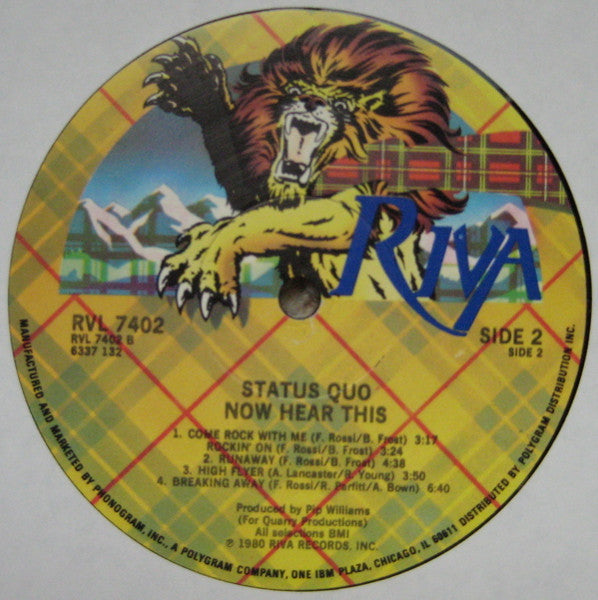 RIVA
RVL 7402
RVL 7402 B
6337 132
SIDE 2
SIDE 2
STATUS QUO
NOW HEAR THIS
1. COME ROCK WITH ME (F. Rossi/B. Frost) 3:17
ROCKIN' ON (F. Rossi/B. Frost) 3:24
2. RUNAWAY (F. Rossi/B. Frost) 4:38
3. HIGH FLYER (A. Lancaster/B. Young) 3:50
4. BREAKING AWAY (F. Rossi/R. Parfitt/A. Bown) 6:40
Produced by Pip Williams
(For Quarry Productions)
All selections BMI
℗ 1980 RIVA RECORDS, INC.
MANUFACTURED AND MARKETED BY PHONOGRAM, INC., A POLYGRAM COMPANY, ONE IBM PLAZA, CHICAGO, IL 60611 DISTRIBUTED BY POLYGRAM DISTRIBUTION INC.